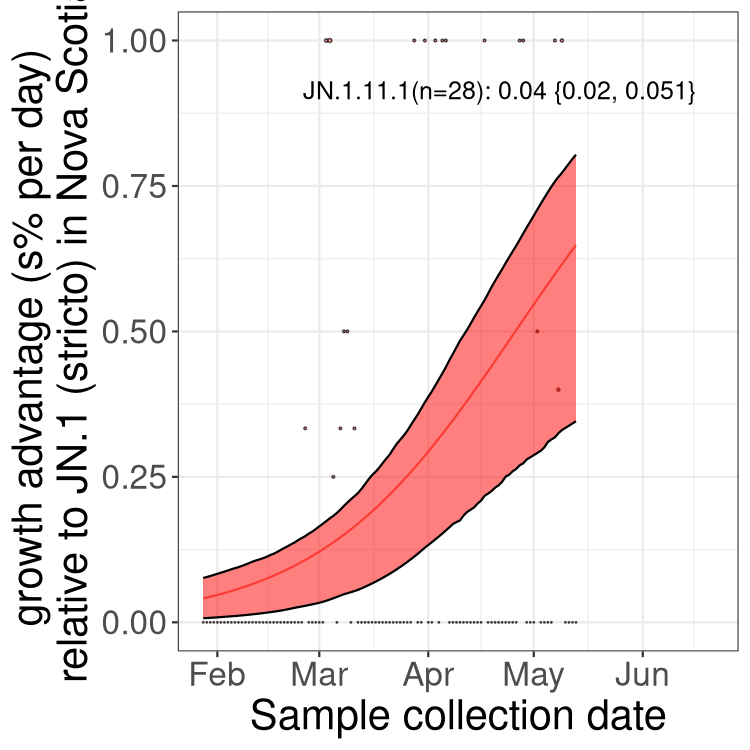 growth advantage (s% per day)
relative to JN.1 (stricto) in Nova Scotia
1.00
JN.1.11.1(n=28): 0.04 {0.02, 0.051}
0.75
0.50
0.25
0.00
Feb Mar Apr May Jun
Sample collection date